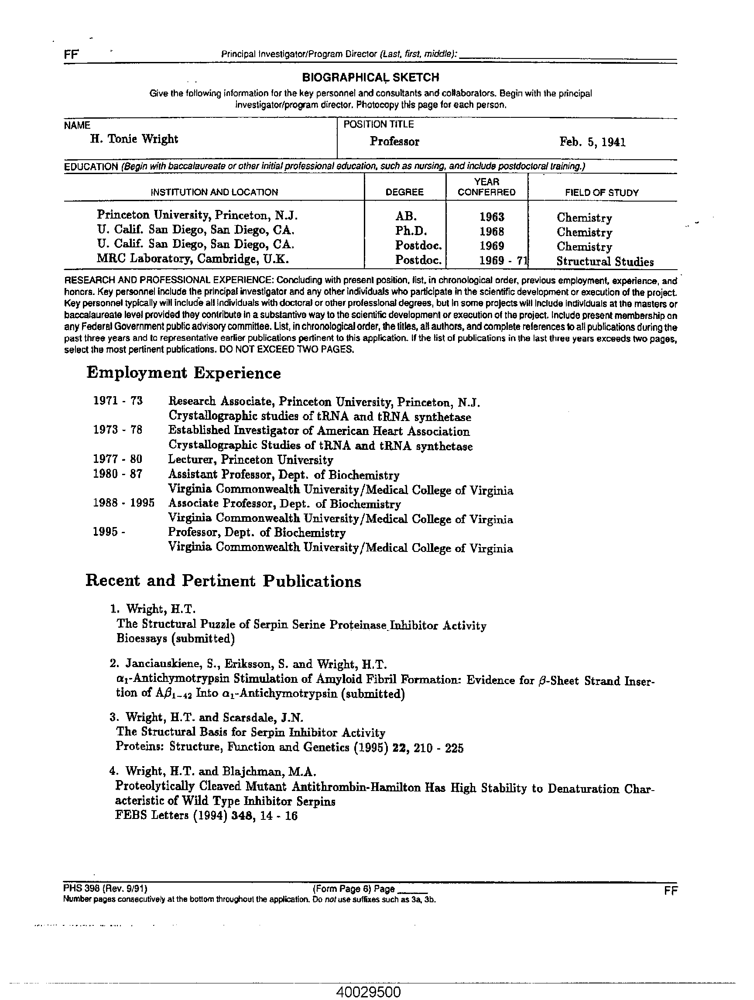 FF
Principal Investigator/Program Director (Last, first, middle):
BIOGRAPHICAL SKETCH
Give the following information for the key personnel and consultants and collaborators. Begin with the principal
investigator/program director. Photocopy this page for each person.
NAME
POSITION TITLE
H. Tonie Wright
Professor
Feb. 5, 1941
EDUCATION (Begin with baccalaureate or other initial professional education, such as nursing, and include postdoctoral training.)
INSTITUTION AND LOCATION DEGREE YEAR CONFERRED FIELD OF STUDY
Princeton University, Princeton, N.J. AB. 1963 Chemistry
U. Calif. San Diego, San Diego, CA. Ph.D. 1968 Chemistry
U. Calif. San Diego, San Diego, CA. Postdoc. 1969 Chemistry
MRC Laboratory, Cambridge, U.K. Postdoc. 1969 - 71 Structural Studies
RESEARCH AND PROFESSIONAL EXPERIENCE: Concluding with present position, list, in chronological order, previous employment, experience, and
honors. Key personnel include the principal investigator and any other individuals who participate in the scientific development or execution of the project.
Key personnel typically will include all individuals with doctoral or other professional degrees, but in some projects will include individuals at the masters or
baccalaureate level provided they contribute in a substantive way to the scientific development or execution of the project. Include present membership on
any Federal Government public advisory committee. List, in chronological order, the titles, all authors, and complete references to all publications during the
past three years and to representative earlier publications pertinent to this application. If the list of publications in the last three years exceeds two pages,
select the most pertinent publications. DO NOT EXCEED TWO PAGES.
Employment Experience
1971 - 73 Research Associate, Princeton University, Princeton, N.J.
Crystallographic studies of tRNA and tRNA synthetase
1973 - 78 Established Investigator of American Heart Association
Crystallographic Studies of tRNA and tRNA synthetase
1977 - 80 Lecturer, Princeton University
1980 - 87 Assistant Professor, Dept. of Biochemistry
Virginia Commonwealth University/Medical College of Virginia
1988 - 1995 Associate Professor, Dept. of Biochemistry
Virginia Commonwealth University/Medical College of Virginia
1995 - Professor, Dept. of Biochemistry
Virginia Commonwealth University/Medical College of Virginia
Recent and Pertinent Publications
1. Wright, H.T.
The Structural Puzzle of Serpin Serine Proteinase Inhibitor Activity
Bioessays (submitted)
2. Janciauskiene, S., Eriksson, S. and Wright, H.T.
α₁-Antichymotrypsin Stimulation of Amyloid Fibril Formation: Evidence for β-Sheet Strand Inser-
tion of Aβ₁₋₄₂ Into α₁-Antichymotrypsin (submitted)
3. Wright, H.T. and Scarsdale, J.N.
The Structural Basis for Serpin Inhibitor Activity
Proteins: Structure, Function and Genetics (1995) 22, 210 - 225
4. Wright, H.T. and Blajchman, M.A.
Proteolytically Cleaved Mutant Antithrombin-Hamilton Has High Stability to Denaturation Char-
acteristic of Wild Type Inhibitor Serpins
FEBS Letters (1994) 348, 14 - 16
PHS 398 (Rev. 9/91) (Form Page 6) Page
FF
Number pages consecutively at the bottom throughout the application. Do not use suffixes such as 3a, 3b.
40029500